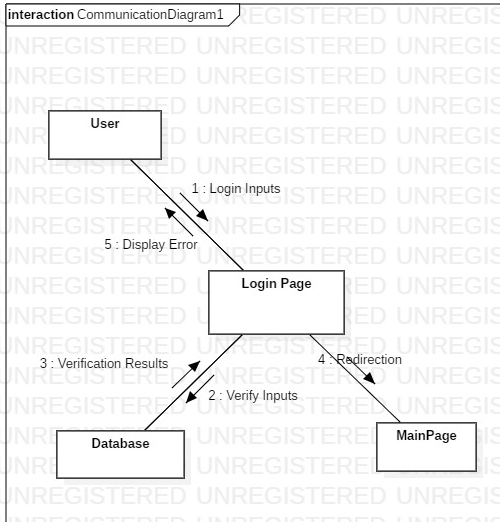 interaction CommunicationDiagram1
User
1 : Login Inputs
5 : Display Error
Login Page
3 : Verification Results
4 : Redirection
2 : Verify Inputs
Database
MainPage
UNREGISTERED UNREGISTERED UNREGISTERED